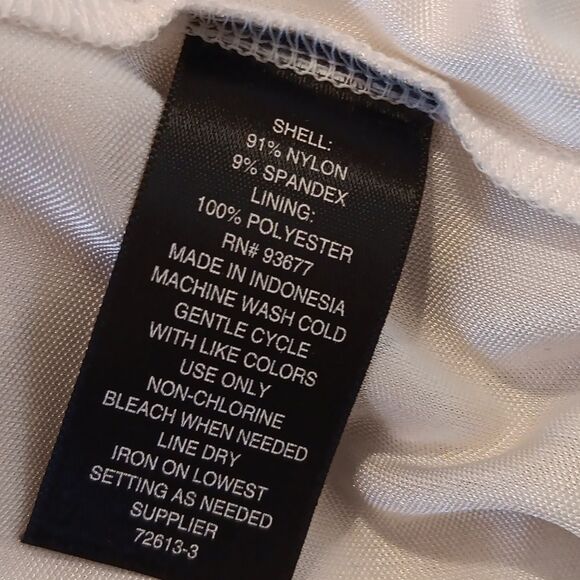 SHELL:
91% NYLON
9% SPANDEX
LINING:
100% POLYESTER
RN# 93677
MADE IN INDONESIA
MACHINE WASH COLD
GENTLE CYCLE
WITH LIKE COLORS
USE ONLY
NON-CHLORINE
BLEACH WHEN NEEDED
LINE DRY
IRON ON LOWEST
SETTING AS NEEDED
SUPPLIER
72613-3